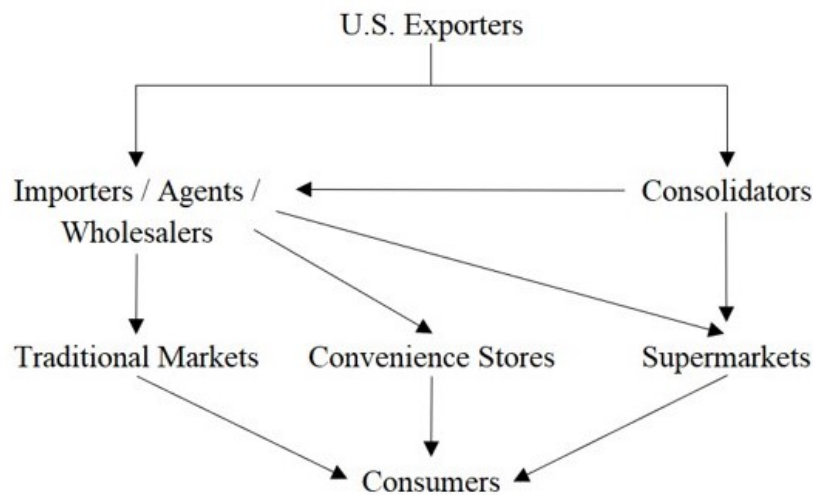 U.S. Exporters
Importers / Agents /
Wholesalers
Consolidators
Traditional Markets
Convenience Stores
Supermarkets
Consumers